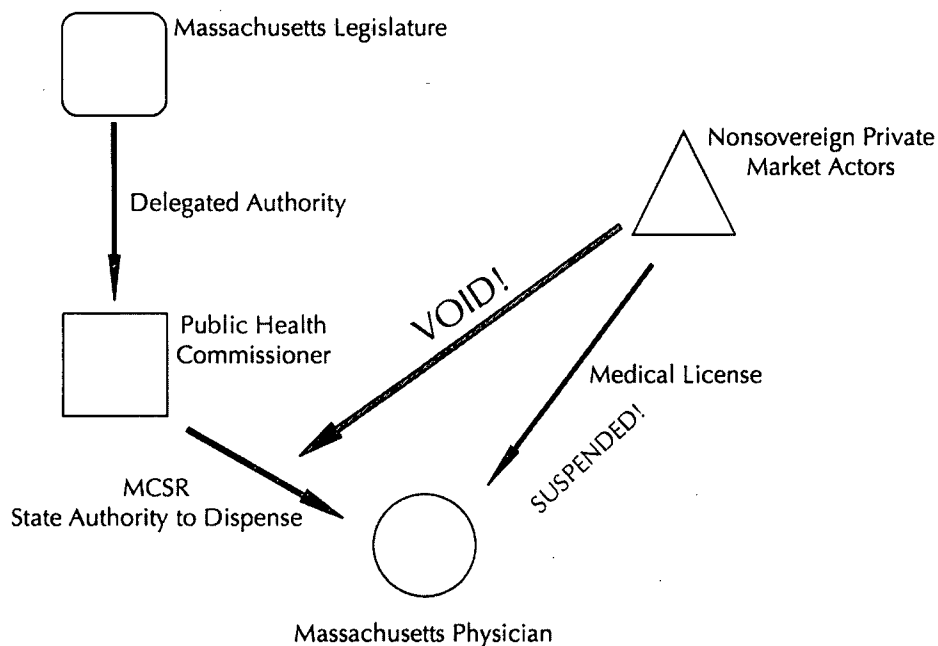 Massachusetts Legislature
Nonsovereign Private
Market Actors
Delegated Authority
VOID!
Public Health
Commissioner
Medical License
SUSPENDED!
MCSR
State Authority to Dispense
Massachusetts Physician